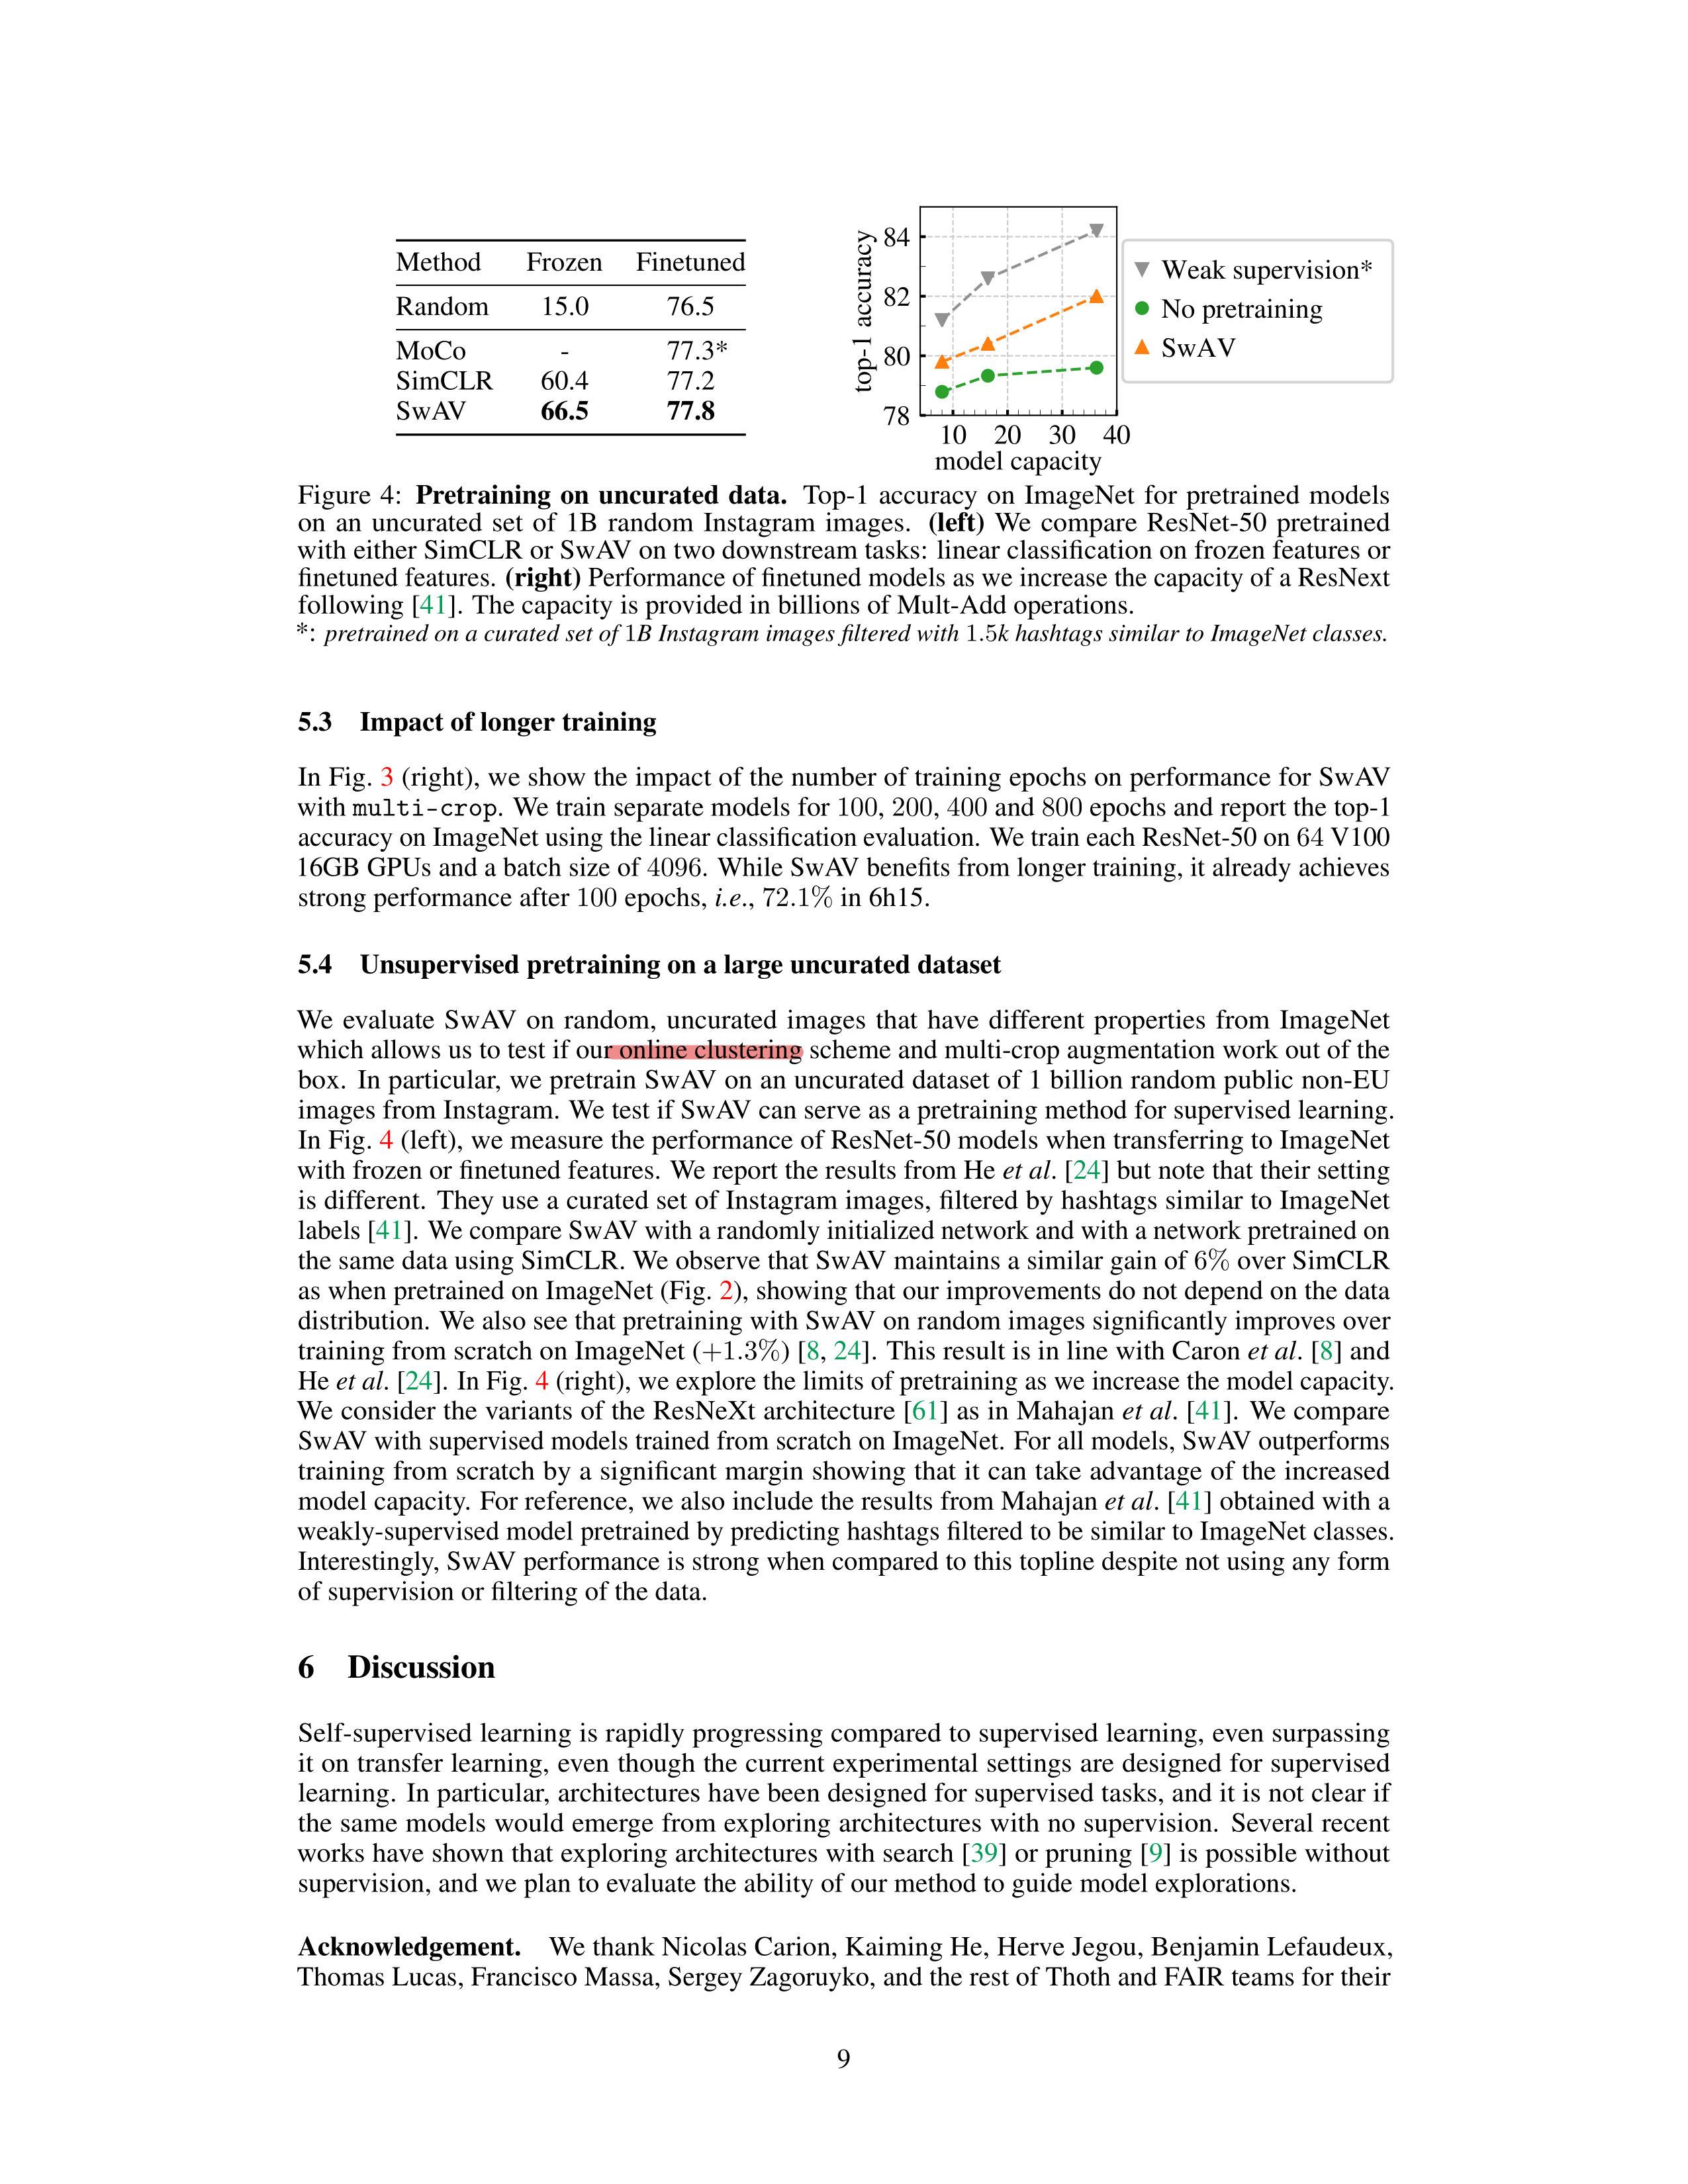 Method Frozen Finetuned
Random 15.0 76.5
MoCo - 77.3*
SimCLR 60.4 77.2
SwAV 66.5 77.8
84
82
80
78
10 20 30 40
top-1 accuracy
model capacity
Weak supervision*
No pretraining
SwAV
Figure 4: Pretraining on uncurated data. Top-1 accuracy on ImageNet for pretrained models
on an uncurated set of 1B random Instagram images. (left) We compare ResNet-50 pretrained
with either SimCLR or SwAV on two downstream tasks: linear classification on frozen features or
finetuned features. (right) Performance of finetuned models as we increase the capacity of a ResNext
following [41]. The capacity is provided in billions of Mult-Add operations.
*: pretrained on a curated set of 1B Instagram images filtered with 1.5k hashtags similar to ImageNet classes.
5.3 Impact of longer training
In Fig. 3 (right), we show the impact of the number of training epochs on performance for SwAV
with multi-crop. We train separate models for 100, 200, 400 and 800 epochs and report the top-1
accuracy on ImageNet using the linear classification evaluation. We train each ResNet-50 on 64 V100
16GB GPUs and a batch size of 4096. While SwAV benefits from longer training, it already achieves
strong performance after 100 epochs, i.e., 72.1% in 6h15.
5.4 Unsupervised pretraining on a large uncurated dataset
We evaluate SwAV on random, uncurated images that have different properties from ImageNet
which allows us to test if our online clustering scheme and multi-crop augmentation work out of the
box. In particular, we pretrain SwAV on an uncurated dataset of 1 billion random public non-EU
images from Instagram. We test if SwAV can serve as a pretraining method for supervised learning.
In Fig. 4 (left), we measure the performance of ResNet-50 models when transferring to ImageNet
with frozen or finetuned features. We report the results from He et al. [24] but note that their setting
is different. They use a curated set of Instagram images, filtered by hashtags similar to ImageNet
labels [41]. We compare SwAV with a randomly initialized network and with a network pretrained on
the same data using SimCLR. We observe that SwAV maintains a similar gain of 6% over SimCLR
as when pretrained on ImageNet (Fig. 2), showing that our improvements do not depend on the data
distribution. We also see that pretraining with SwAV on random images significantly improves over
training from scratch on ImageNet (+1.3%) [8, 24]. This result is in line with Caron et al. [8] and
He et al. [24]. In Fig. 4 (right), we explore the limits of pretraining as we increase the model capacity.
We consider the variants of the ResNeXt architecture [61] as in Mahajan et al. [41]. We compare
SwAV with supervised models trained from scratch on ImageNet. For all models, SwAV outperforms
training from scratch by a significant margin showing that it can take advantage of the increased
model capacity. For reference, we also include the results from Mahajan et al. [41] obtained with a
weakly-supervised model pretrained by predicting hashtags filtered to be similar to ImageNet classes.
Interestingly, SwAV performance is strong when compared to this topline despite not using any form
of supervision or filtering of the data.
6 Discussion
Self-supervised learning is rapidly progressing compared to supervised learning, even surpassing
it on transfer learning, even though the current experimental settings are designed for supervised
learning. In particular, architectures have been designed for supervised tasks, and it is not clear if
the same models would emerge from exploring architectures with no supervision. Several recent
works have shown that exploring architectures with search [39] or pruning [9] is possible without
supervision, and we plan to evaluate the ability of our method to guide model explorations.
Acknowledgement. We thank Nicolas Carion, Kaiming He, Herve Jegou, Benjamin Lefaudeux,
Thomas Lucas, Francisco Massa, Sergey Zagoruyko, and the rest of Thoth and FAIR teams for their
9